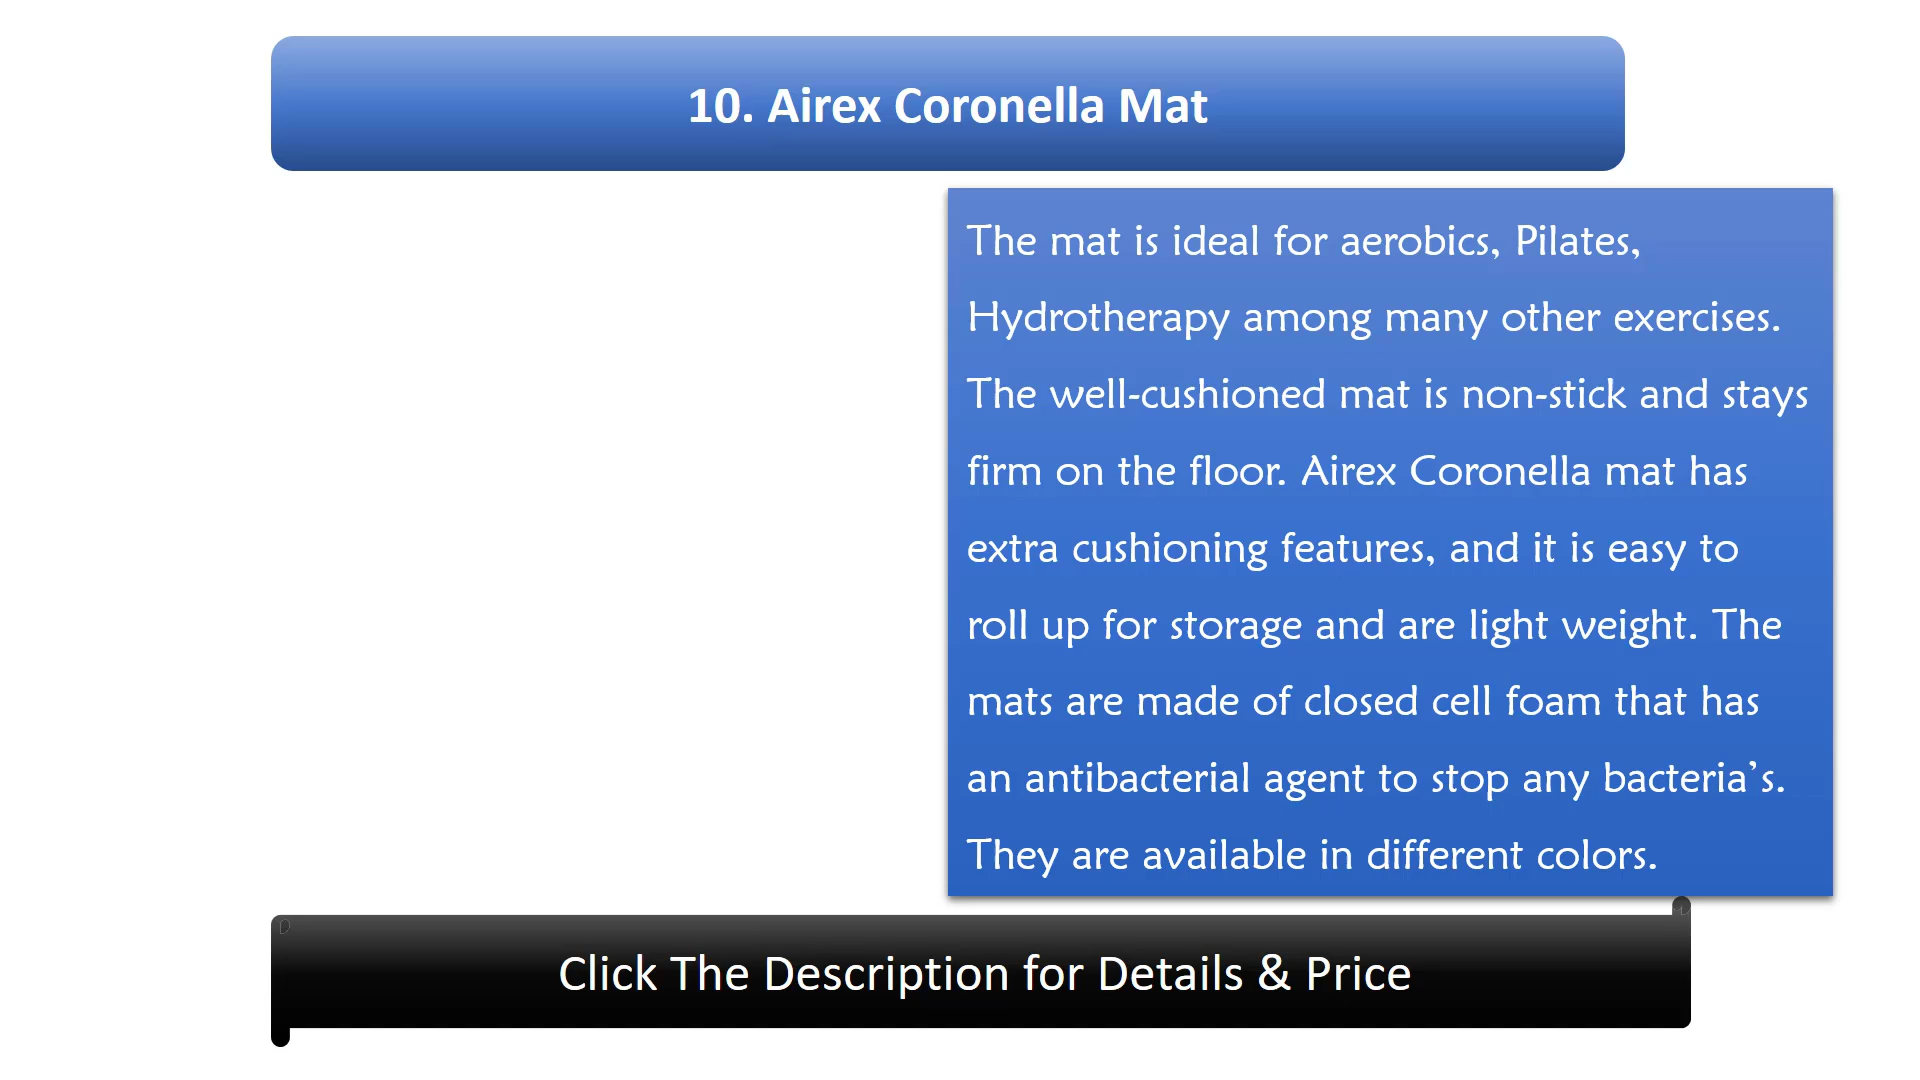 10. Airex Coronella Mat
The mat is ideal for aerobics, Pilates,
Hydrotherapy among many other exercises.
The well-cushioned mat is non-stick and stays
firm on the floor. Airex Coronella mat has
extra cushioning features, and it is easy to
roll up for storage and are light weight. The
mats are made of closed cell foam that has
an antibacterial agent to stop any bacteria’s.
They are available in different colors.
Click The Description for Details & Price